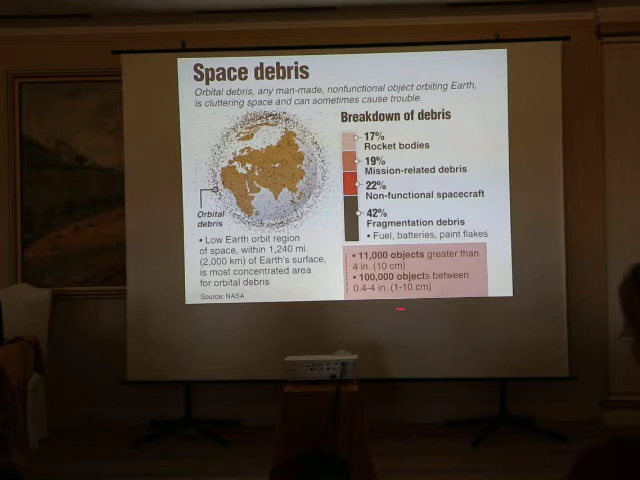 Space debris
Orbital debris, any man-made, nonfunctional object orbiting Earth,
is cluttering space and can sometimes cause trouble.
Breakdown of debris
17%
Rocket bodies
19%
Mission-related debris
22%
Non-functional spacecraft
42%
Fragmentation debris
• Fuel, batteries, paint flakes
Orbital
debris
• Low Earth orbit region
of space, within 1,240 mi.
(2,000 km) of Earth's surface,
is most concentrated area
for orbital debris
• 11,000 objects greater than
4 in. (10 cm)
• 100,000 objects between
0.4-4 in. (1-10 cm)
Source: NASA